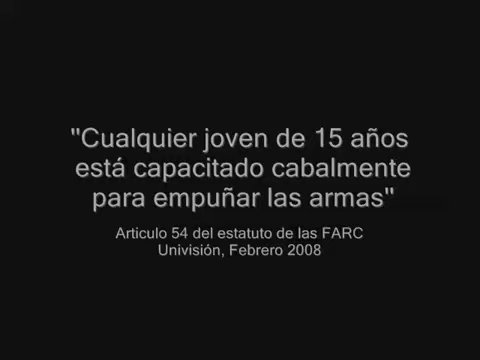 "Cualquier joven de 15 años
está capacitado cabalmente
para empuñar las armas"
Articulo 54 del estatuto de las FARC
Univisión, Febrero 2008